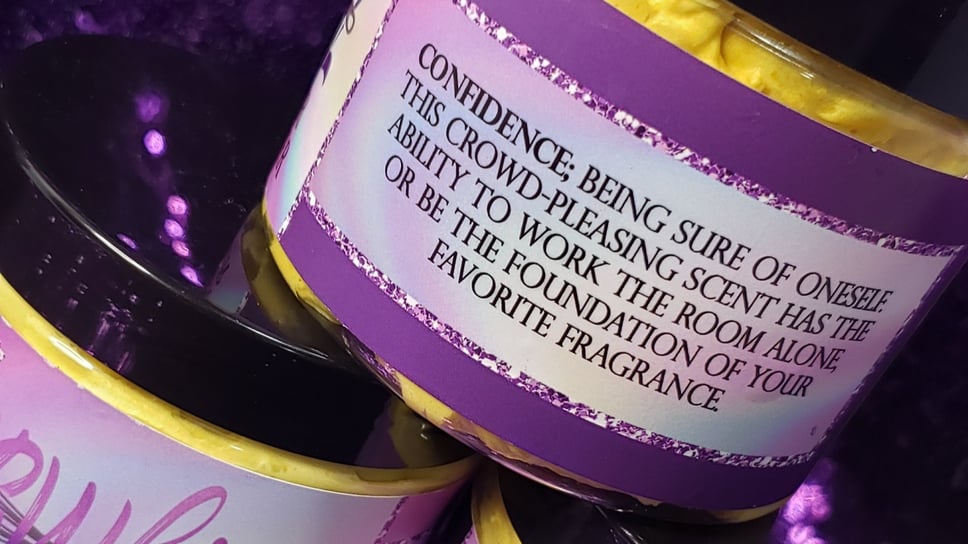 CONFIDENCE; BEING SURE OF ONESELF.
THIS CROWD-PLEASING SCENT HAS THE
ABILITY TO WORK THE ROOM ALONE,
OR BE THE FOUNDATION OF YOUR
FAVORITE FRAGRANCE.